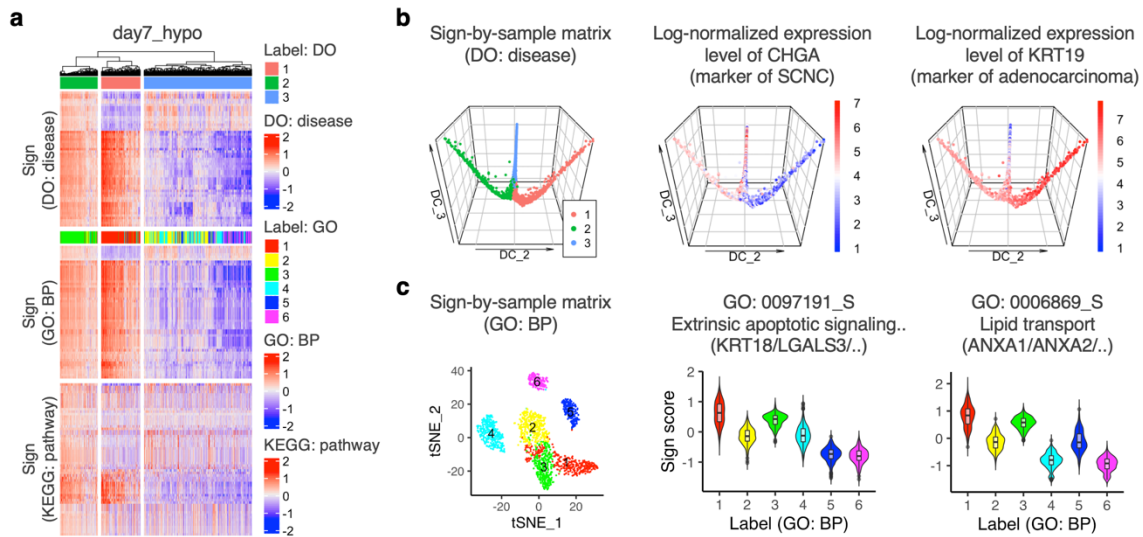 a
day7_hypo
Label: DO
1
2
3
DO: disease
2
1
0
-1
-2
Label: GO
1
2
3
4
5
6
GO: BP
2
1
0
-1
-2
KEGG: pathway
2
1
0
-1
-2
Sign
(DO: disease)
Sign
(GO: BP)
Sign
(KEGG: pathway)
b
Sign-by-sample matrix
(DO: disease)
DC_3
DC_2
1
2
3
Log-normalized expression
level of CHGA
(marker of SCNC)
DC_3
DC_2
7
6
5
4
3
2
1
Log-normalized expression
level of KRT19
(marker of adenocarcinoma)
DC_3
DC_2
7
6
5
4
3
2
1
c
Sign-by-sample matrix
(GO: BP)
tSNE_2
40
20
0
-20
6
5
4
2
3
1
-20
0
20
tSNE_1
GO: 0097191_S
Extrinsic apoptotic signaling..
(KRT18/LGALS3/..)
Sign score
2
1
0
-1
1 2 3 4 5 6
Label (GO: BP)
GO: 0006869_S
Lipid transport
(ANXA1/ANXA2/..)
2
1
0
-1
1 2 3 4 5 6
Label (GO: BP)